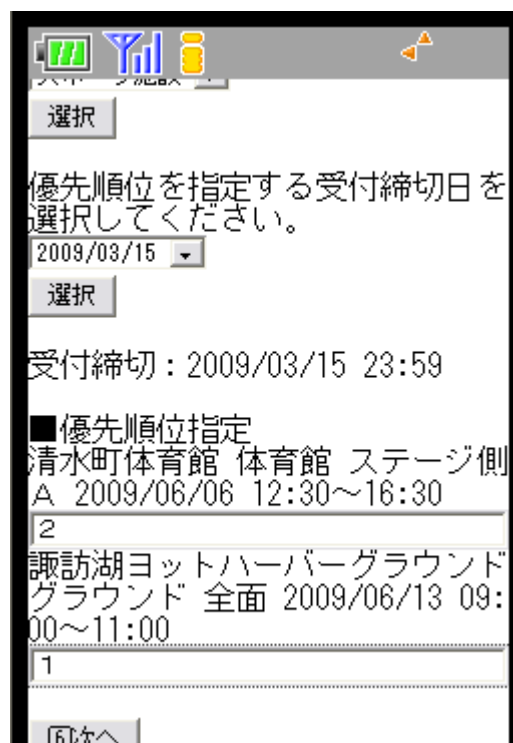 選択
優先順位を指定する受付締切日を
選択してください。
2009/03/15
選択
受付締切：2009/03/15 23:59
■優先順位指定
清水町体育館 体育館 ステージ側
A 2009/06/06 12:30～16:30
2
諏訪湖ヨットハーバーグラウンド
グラウンド 全面 2009/06/13 09:
00～11:00
1
次へ